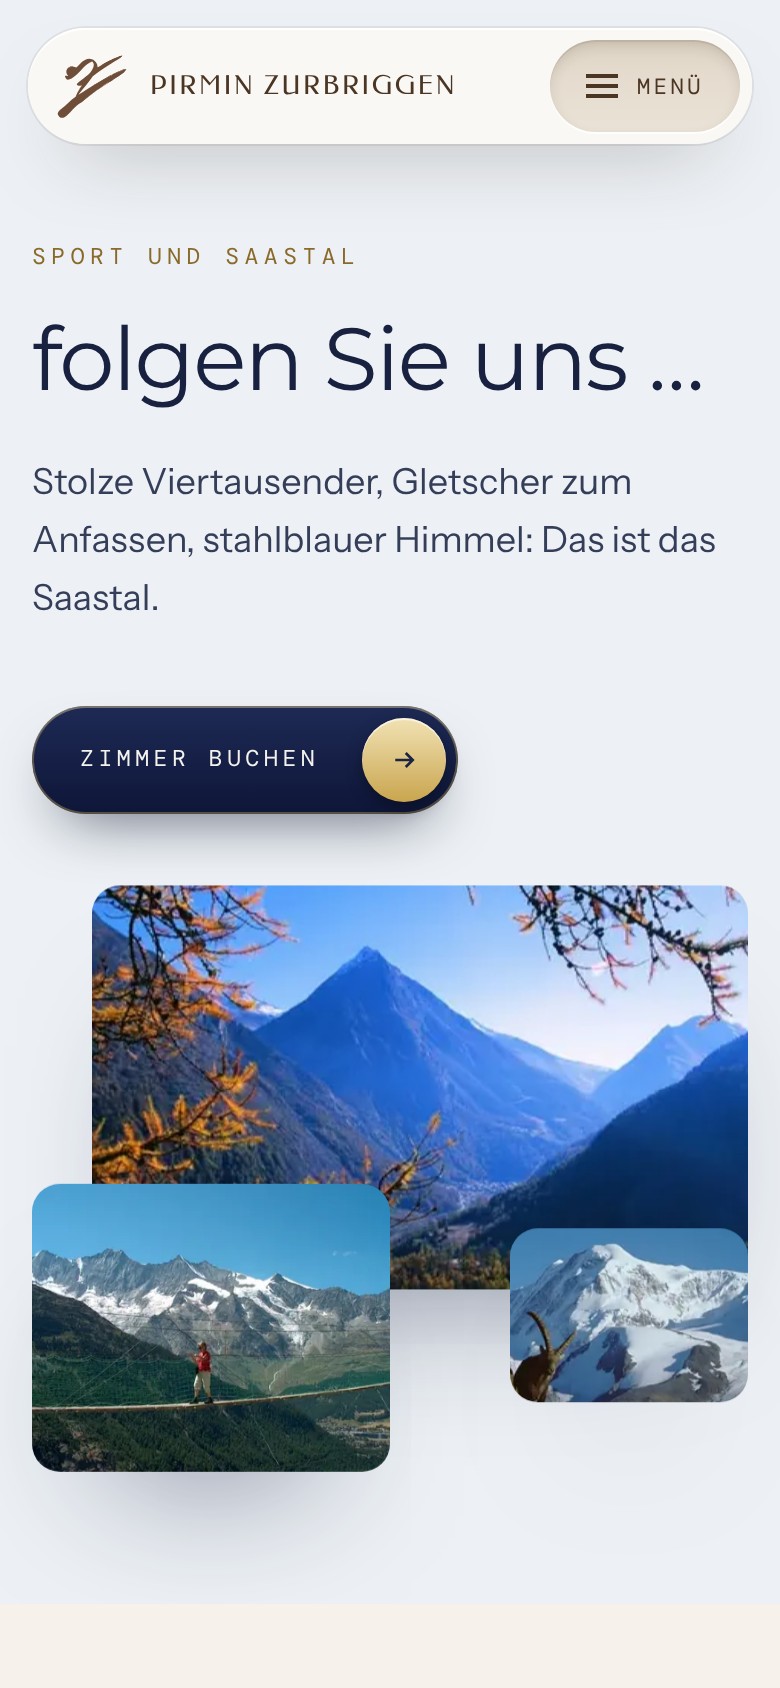 PIRMIN ZURBRIGGEN
MENÜ
SPORT UND SAASTAL
folgen Sie uns ...
Stolze Viertausender, Gletscher zum
Anfassen, stahlblauer Himmel: Das ist das
Saastal.
ZIMMER BUCHEN